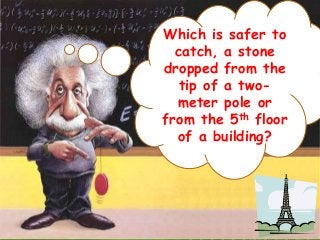 Which is safer to
catch, a stone
dropped from the
tip of a two-
meter pole or
from the 5th floor
of a building?